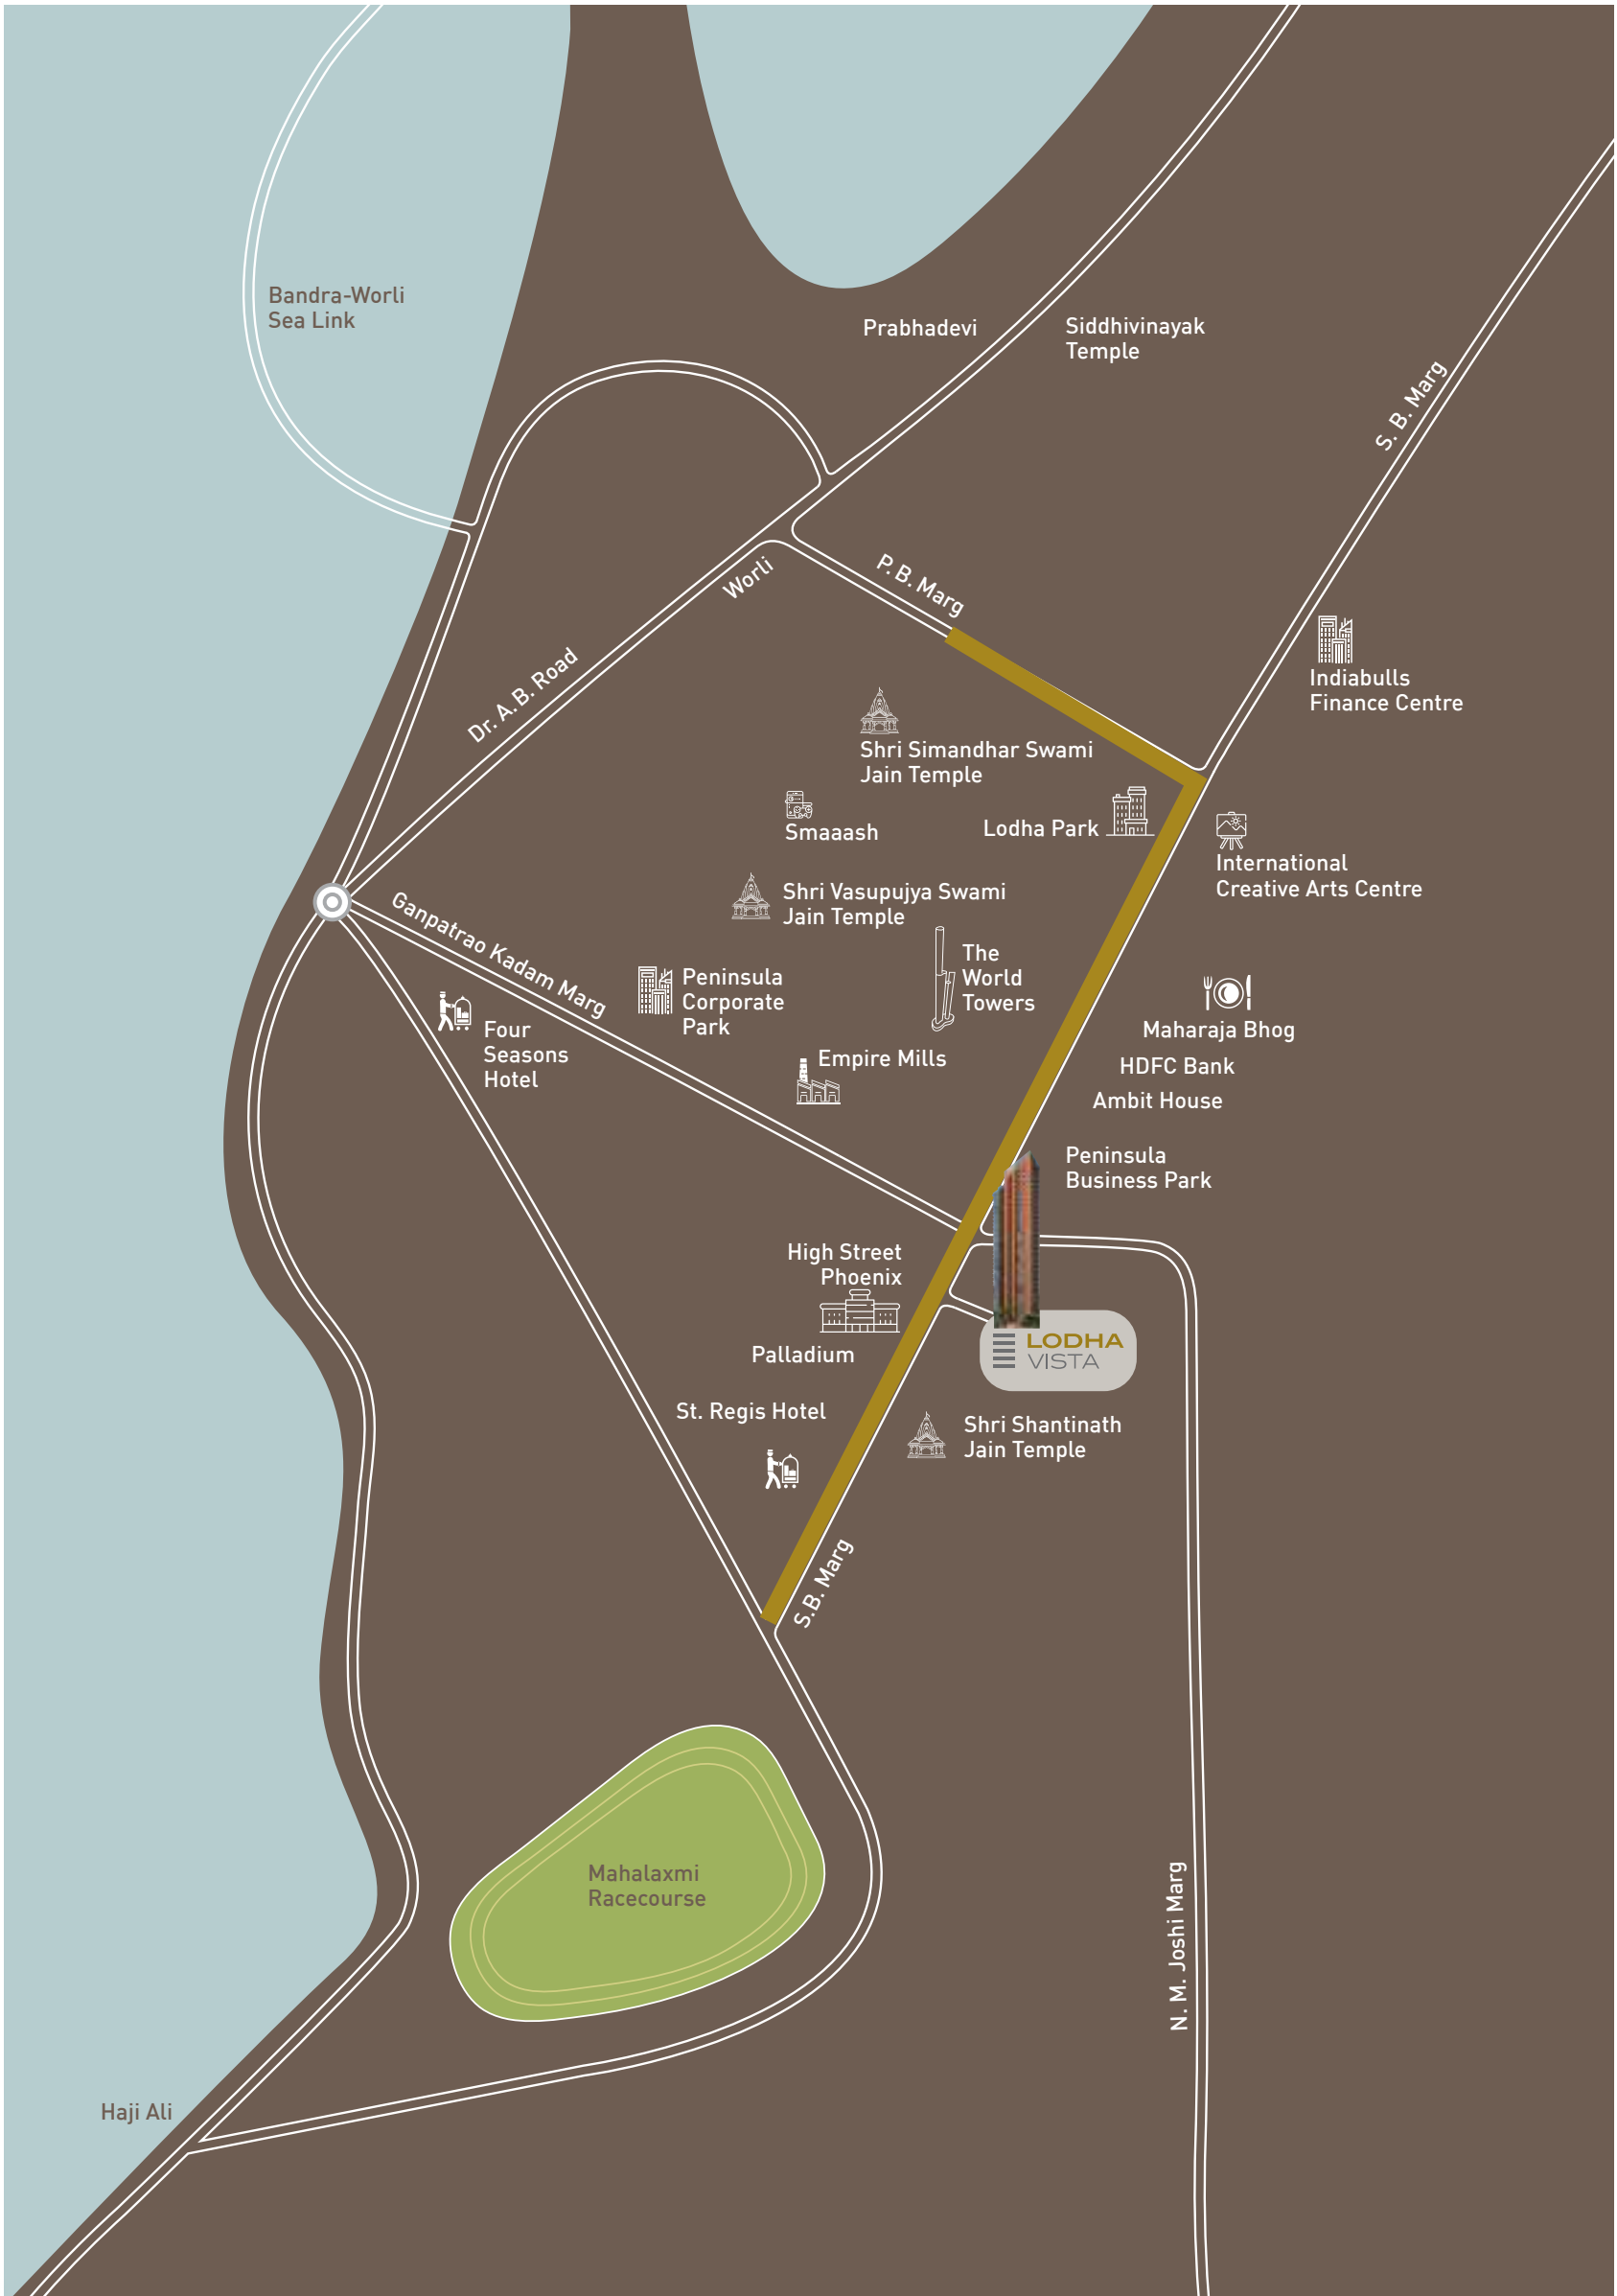 Bandra-Worli
Sea Link
Prabhadevi
Siddhivinayak
Temple
S. B. Marg
Worli
P. B. Marg
Dr. A.B. Road
Indiabulls
Finance Centre
Shri Simandhar Swami
Jain Temple
Smaaash
Lodha Park
International
Creative Arts Centre
Shri Vasupujya Swami
Jain Temple
Ganpatrao Kadam Marg
The
World
Towers
Peninsula
Corporate
Park
Four
Seasons
Hotel
Maharaja Bhog
Empire Mills
HDFC Bank
Ambit House
Peninsula
Business Park
High Street
Phoenix
Palladium
LODHA
VISTA
St. Regis Hotel
Shri Shantinath
Jain Temple
S.B. Marg
Mahalaxmi
Racecourse
N. M. Joshi Marg
Haji Ali